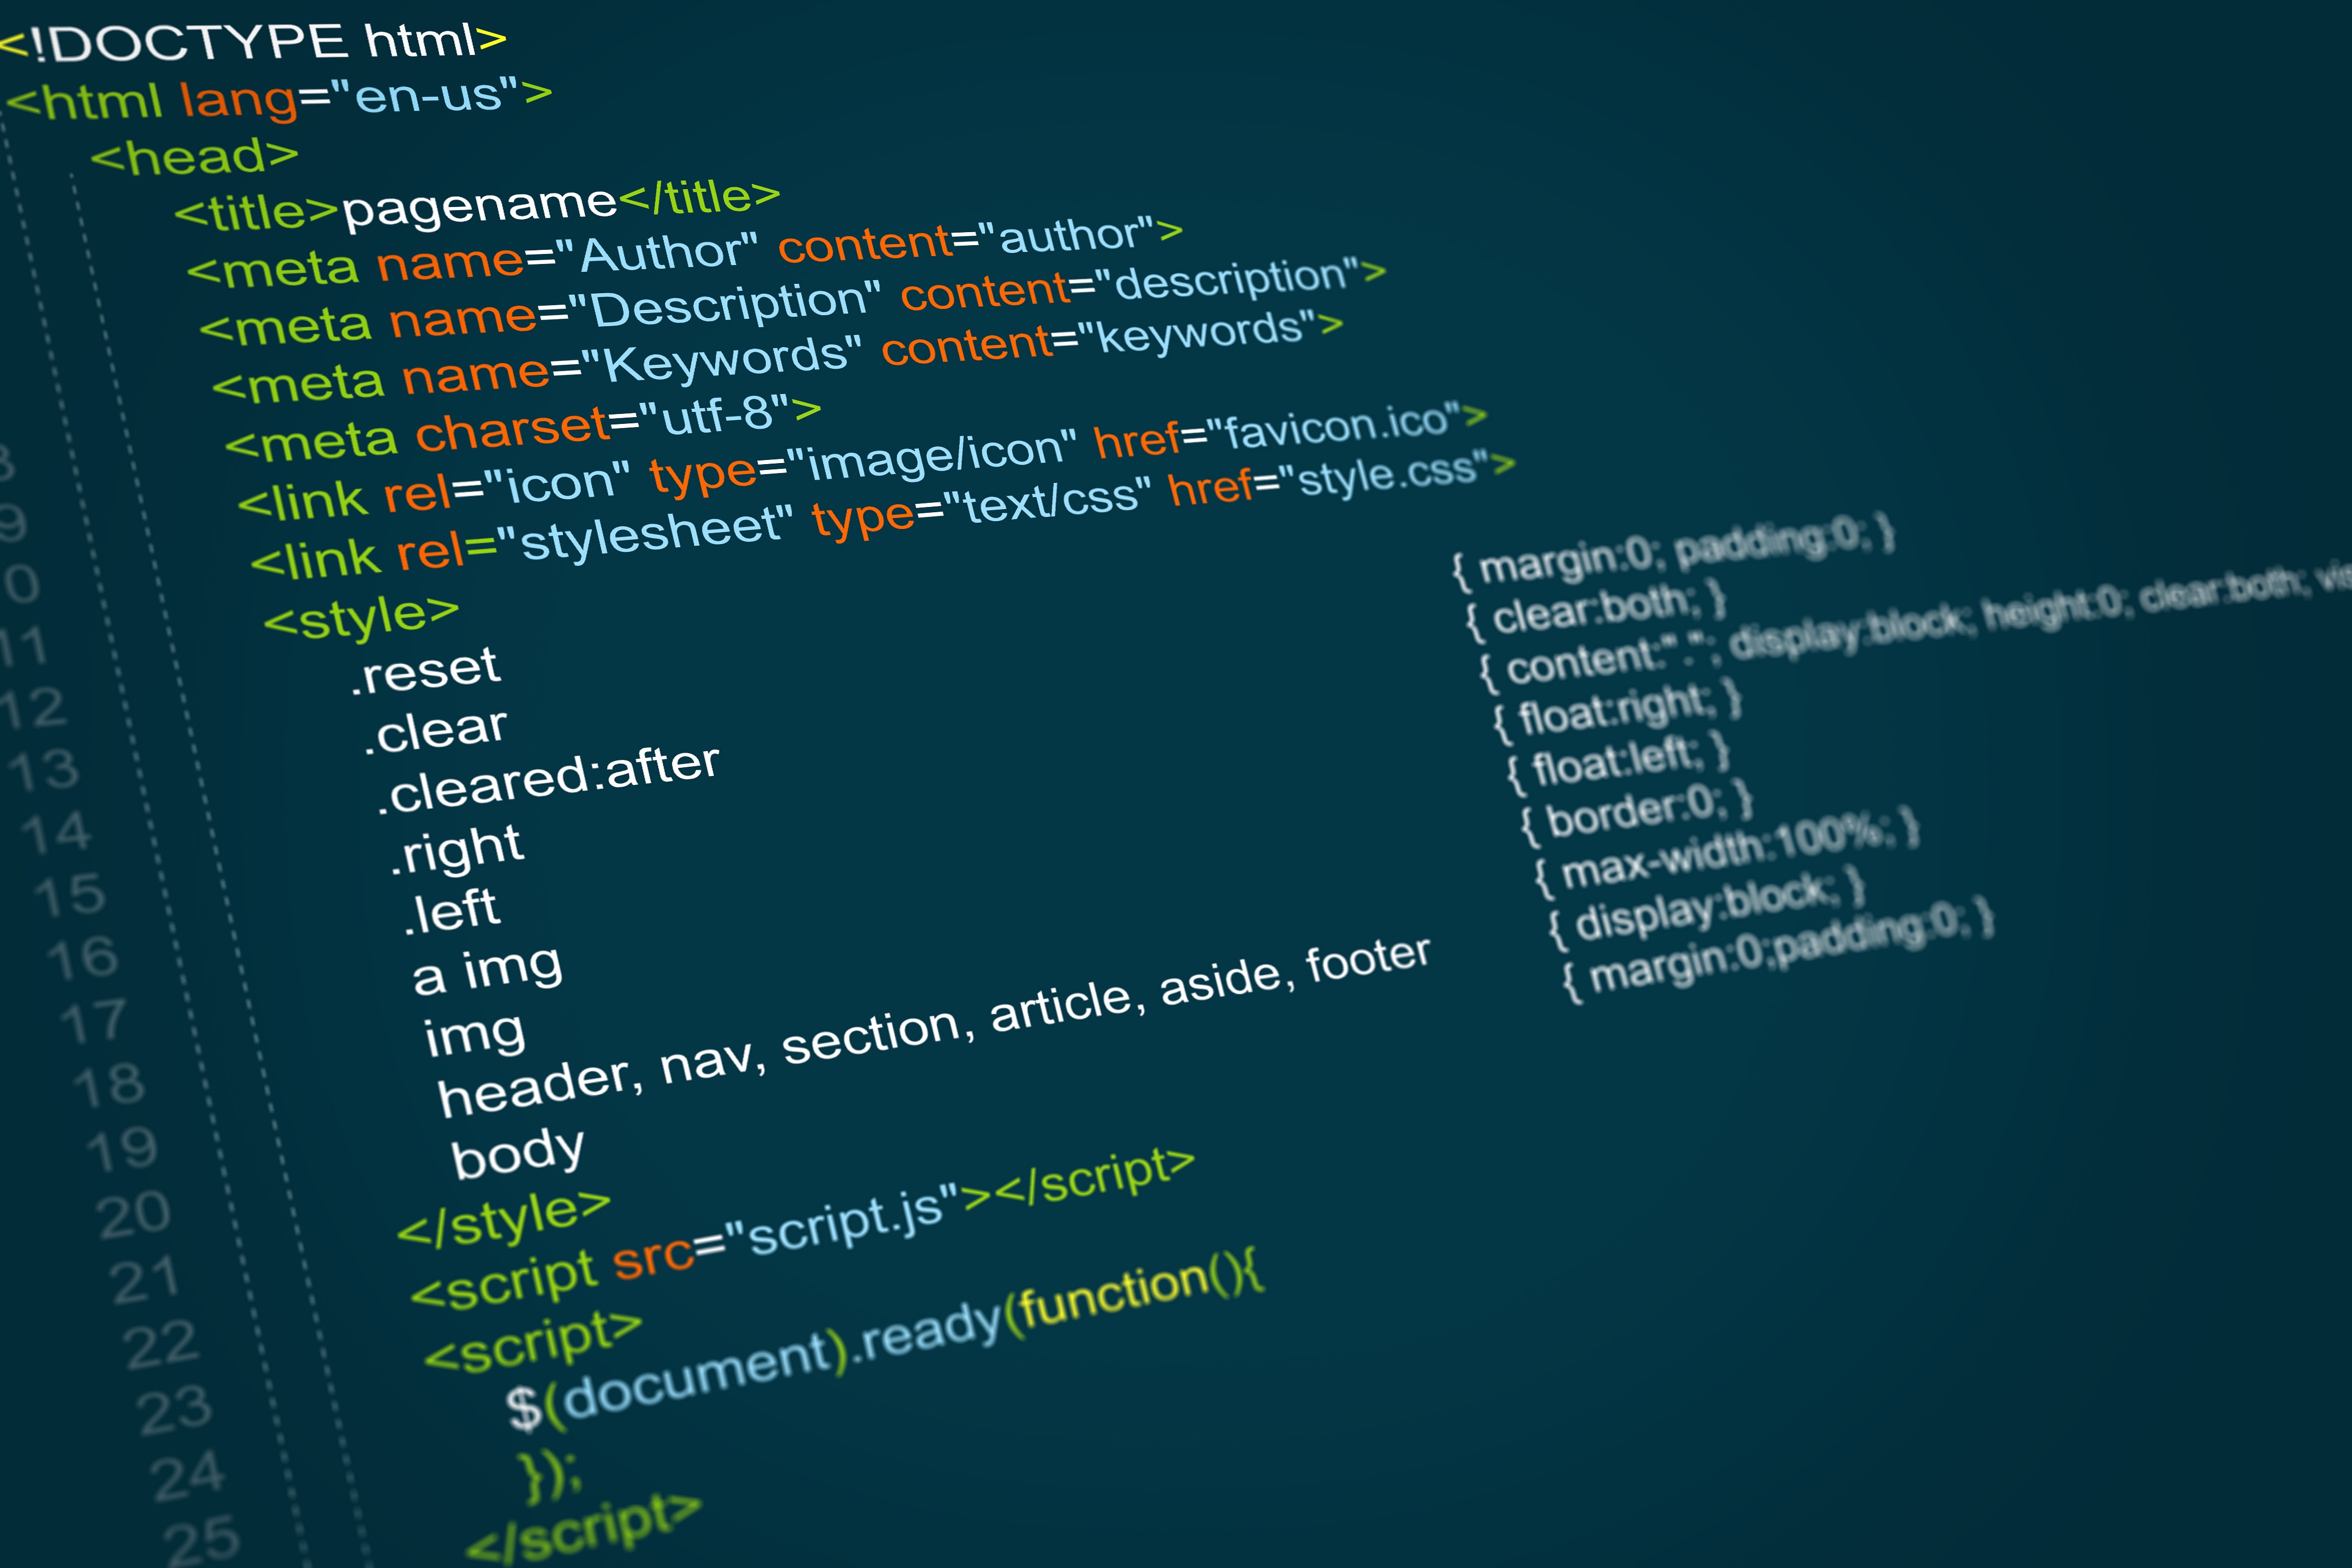 <!DOCTYPE html>
<html lang="en-us">
<head>
<title>pagename</title>
<meta name="Author" content="author">
<meta name="Description" content="description">
<meta name="Keywords" content="keywords">
<meta charset="utf-8">
<link rel="icon" type="image/icon" href="favicon.ico">
<link rel="stylesheet" type="text/css" href="style.css">
<style>
.reset { margin:0; padding:0; }
.clear { clear:both; }
.cleared:after { content:"."; display:block; height:0; clear:both;
.right { float:right; }
.left { float:left; }
a img { border:0; }
img { max-width:100%; }
header, nav, section, article, aside, footer { display:block; }
body { margin:0;padding:0; }
</style>
<script src="script.js"></script>
<script>
$(document).ready(function(){
});
</script>
9
0
11
12
13
14
15
16
17
18
19
20
21
22
23
24
25